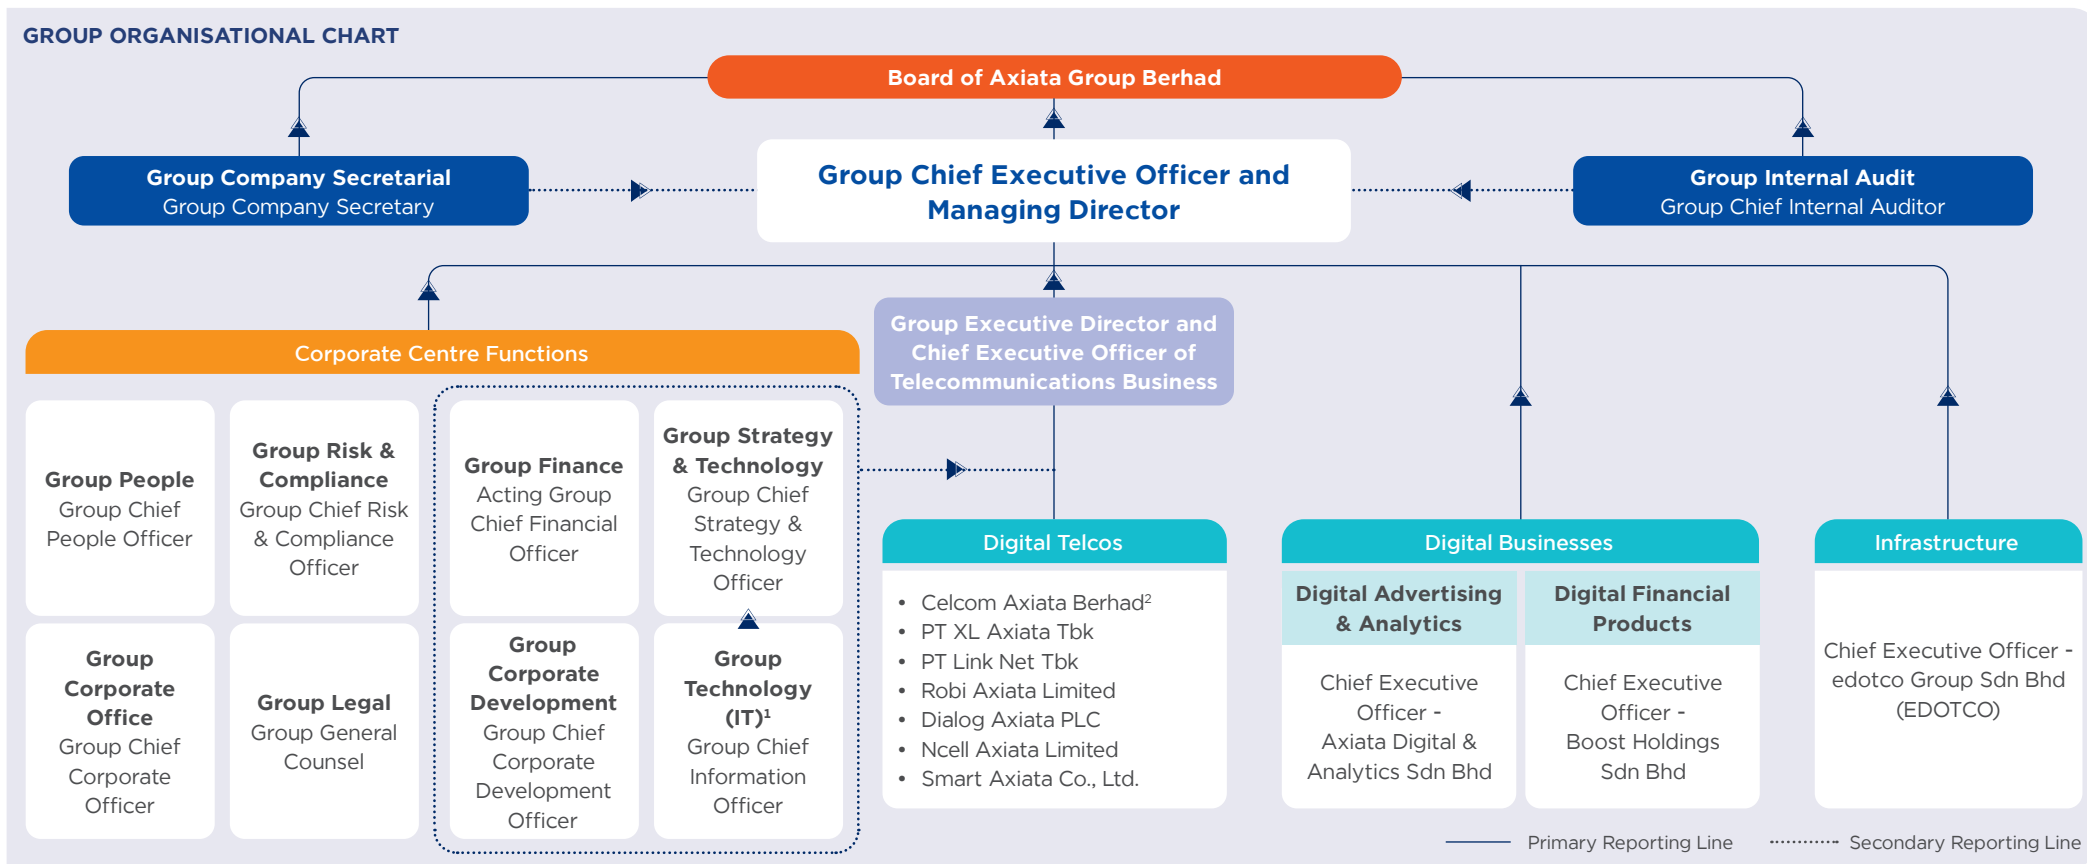 GROUP ORGANISATIONAL CHART
Board of Axiata Group Berhad
Group Company Secretarial
Group Company Secretary
Group Chief Executive Officer and
Managing Director
Group Internal Audit
Group Chief Internal Auditor
Corporate Centre Functions
Group Executive Director and
Chief Executive Officer of
Telecommunications Business
Group People
Group Chief
People Officer
Group Risk &
Compliance
Group Chief Risk
& Compliance
Officer
Group Finance
Acting Group
Chief Financial
Officer
Group Strategy
& Technology
Group Chief
Strategy &
Technology
Officer
Group
Corporate
Office
Group Chief
Corporate
Officer
Group Legal
Group General
Counsel
Group
Corporate
Development
Group Chief
Corporate
Development
Officer
Group
Technology
(IT)¹
Group Chief
Information
Officer
Digital Telcos
• Celcom Axiata Berhad²
• PT XL Axiata Tbk
• PT Link Net Tbk
• Robi Axiata Limited
• Dialog Axiata PLC
• Ncell Axiata Limited
• Smart Axiata Co., Ltd.
Digital Businesses
Digital Advertising
& Analytics
Chief Executive
Officer -
Axiata Digital &
Analytics Sdn Bhd
Digital Financial
Products
Chief Executive
Officer -
Boost Holdings
Sdn Bhd
Infrastructure
Chief Executive Officer -
edotco Group Sdn Bhd
(EDOTCO)
Primary Reporting Line
Secondary Reporting Line